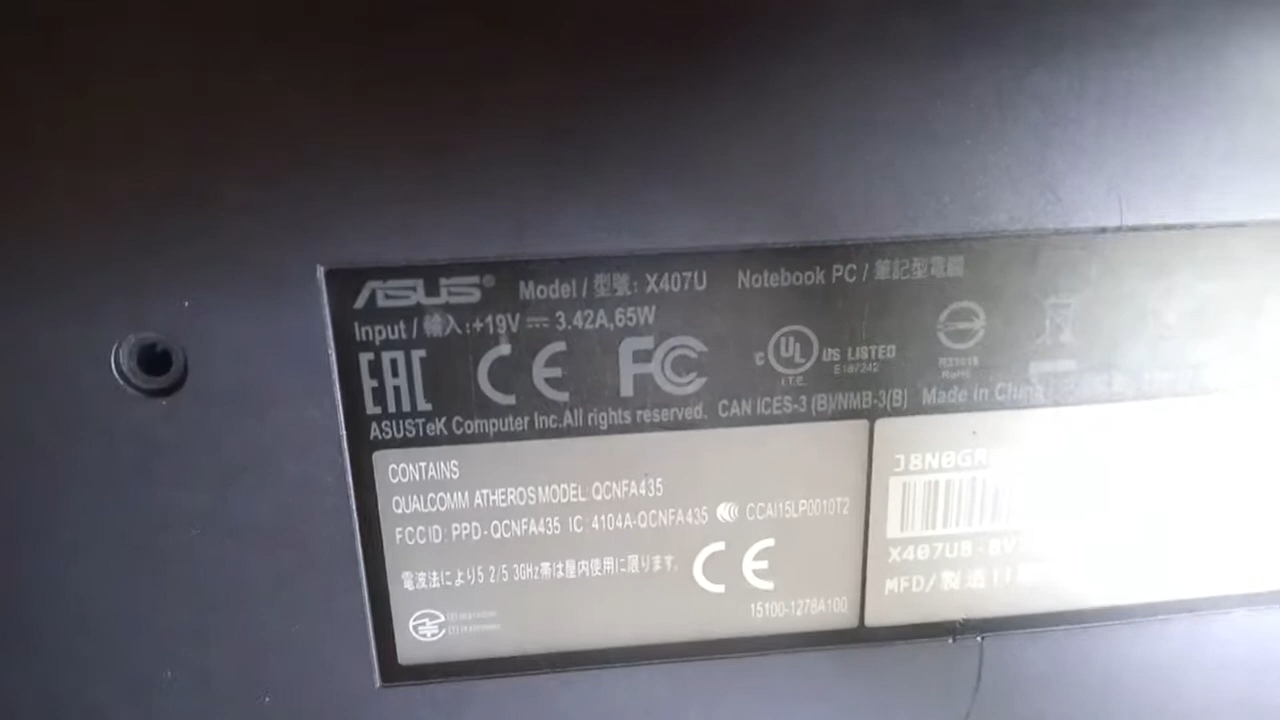 ASUS® Model / 型號: X407U Notebook PC / 筆記型電腦
Input / 輸入: +19V ⎓ 3.42A, 65W
EAC CE FC c UL US LISTED
I.T.E. E187242
RoHS
ASUSTeK Computer Inc. All rights reserved. CAN ICES-3 (B)/NMB-3(B) Made in China
CONTAINS
QUALCOMM ATHEROS MODEL: QCNFA435
FCC ID: PPD-QCNFA435 IC: 4104A-QCNFA435 CCAI15LP0010T2
電波法により5.2/5.3GHz帯は屋内使用に限ります。 CE
15100-1278A100
J8N0GR
X407UB-BV
MFD/製造